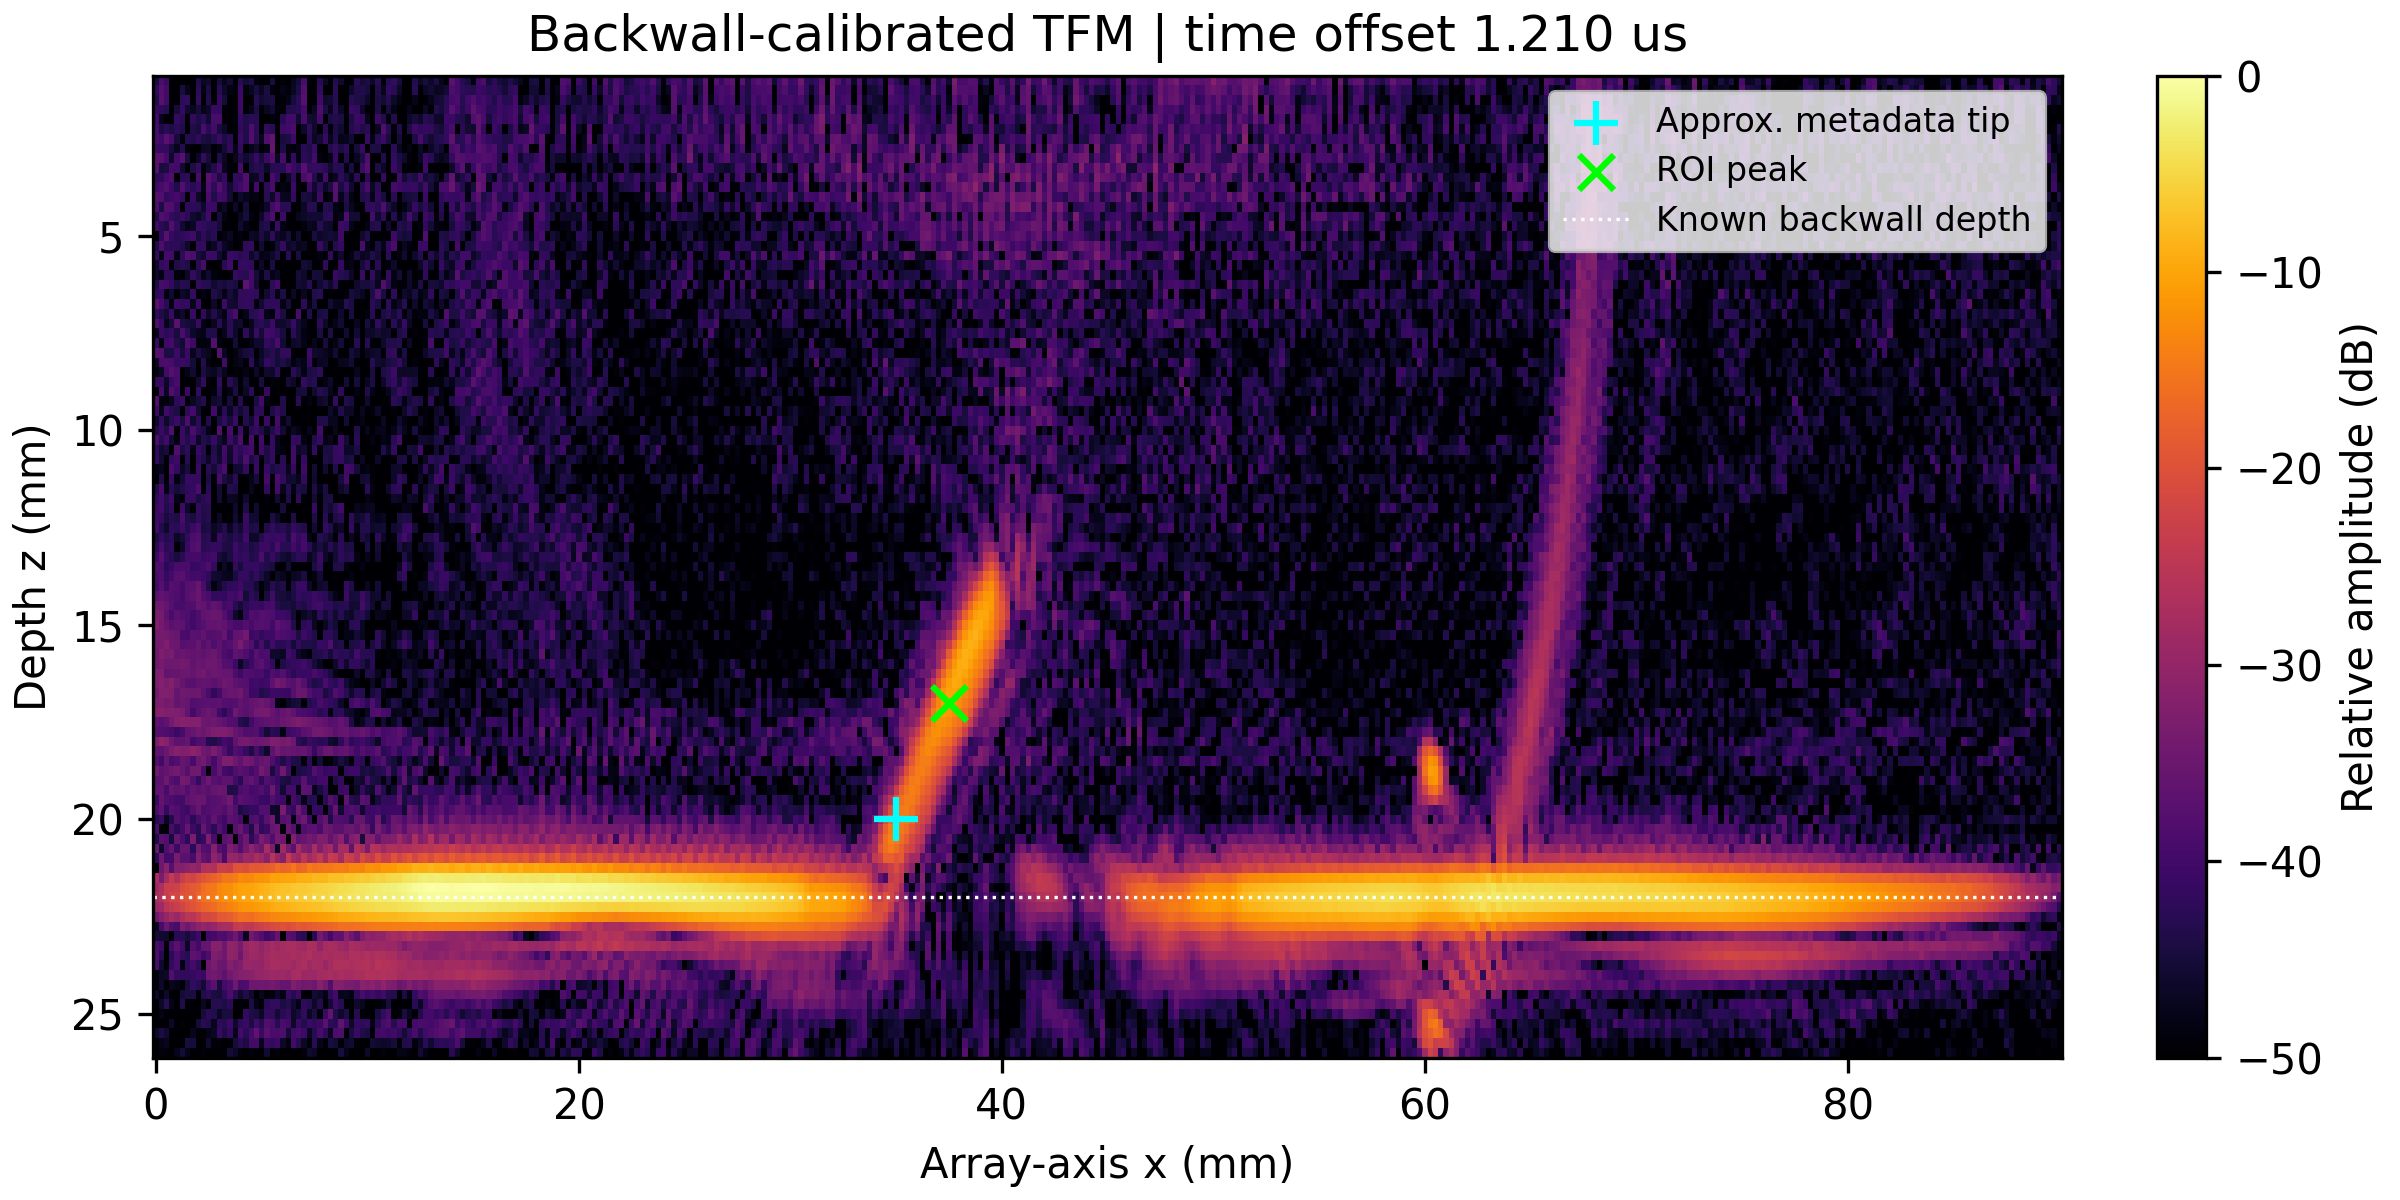 Backwall-calibrated TFM | time offset 1.210 us
Approx. metadata tip
ROI peak
Known backwall depth
Depth z (mm)
5
10
15
20
25
0
20
40
60
80
Array-axis x (mm)
0
−10
−20
−30
−40
−50
Relative amplitude (dB)